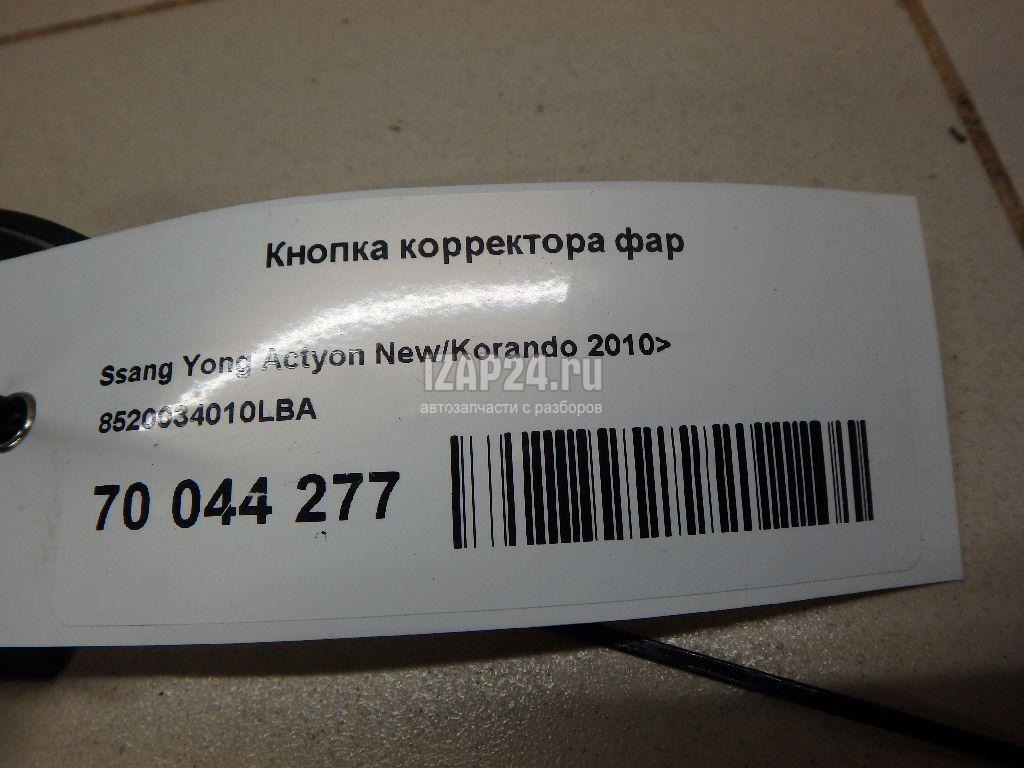 Кнопка корректора фар
Ssang Yong Actyon New/Korando 2010>
IZAP24.ru
автозапчасти с разборов
8520034010LBA
70 044 277